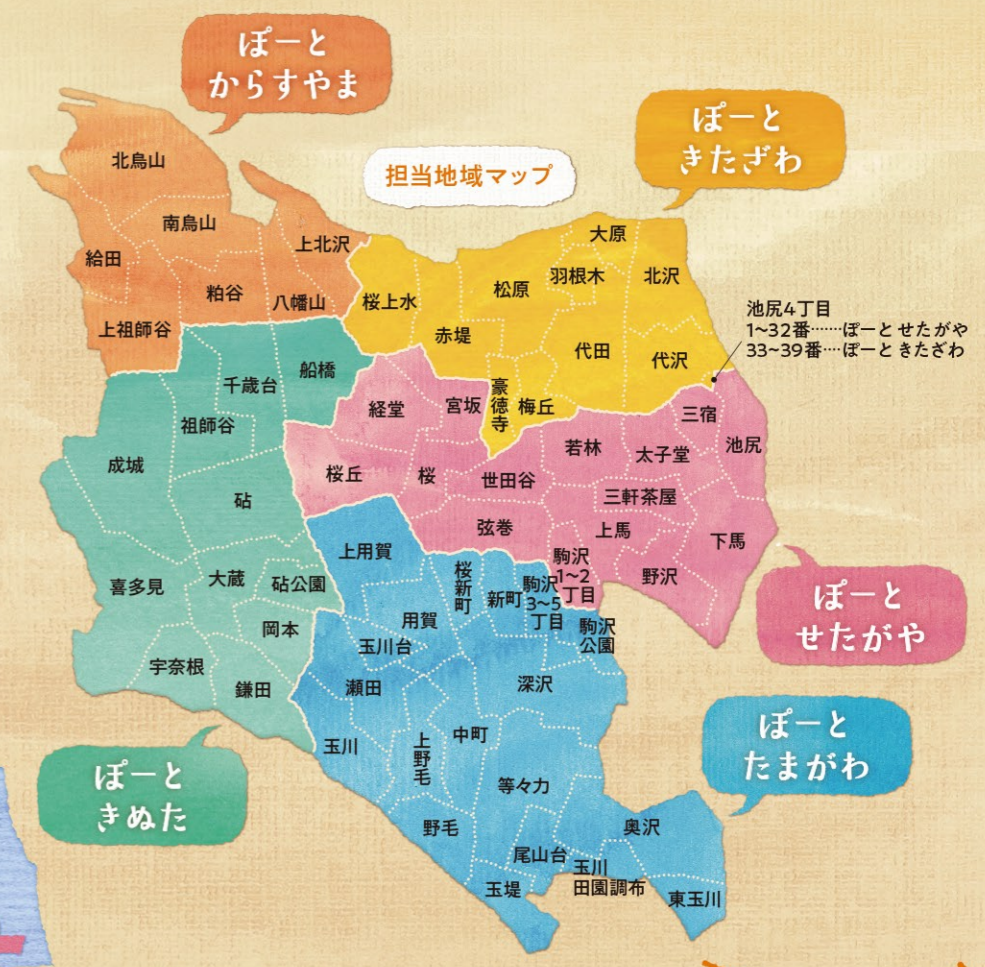 ぽーと
からすやま
ぽーと
きたざわ
担当地域マップ
北烏山
南烏山
給田
上北沢
粕谷
八幡山
上祖師谷
大原
羽根木
北沢
松原
桜上水
赤堤
代田
代沢
豪徳寺
梅丘
池尻4丁目
1~32番……ぽーと せたがや
33~39番…ぽーと きたざわ
船橋
千歳台
祖師谷
成城
砧
喜多見
大蔵
砧公園
岡本
宇奈根
鎌田
経堂
宮坂
三宿
池尻
若林
太子堂
桜丘
桜
世田谷
三軒茶屋
弦巻
上馬
下馬
駒沢
1~2
丁目
野沢
上用賀
桜新町
新町
駒沢
3~5
丁目
用賀
駒沢
公園
玉川台
瀬田
深沢
玉川
上野毛
中町
等々力
野毛
奥沢
尾山台
玉川
田園調布
玉堤
東玉川
ぽーと
せたがや
ぽーと
たまがわ
ぽーと
きぬた